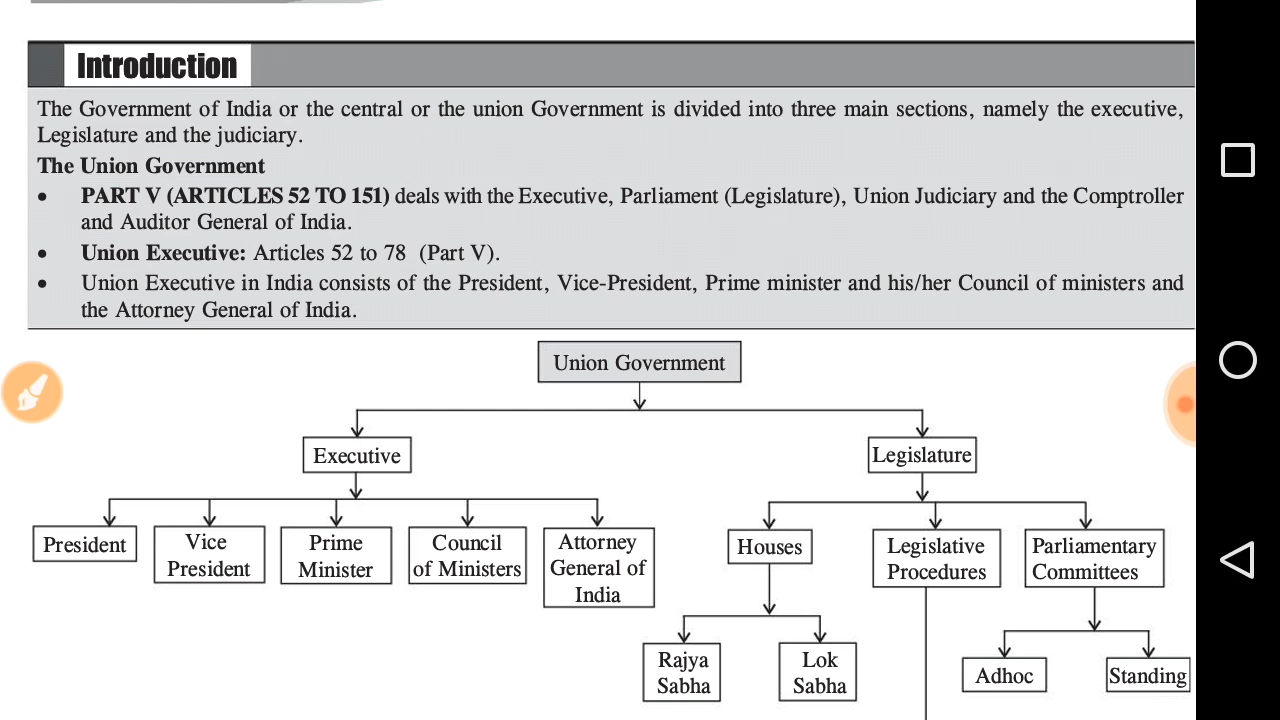 Introduction
The Government of India or the central or the union Government is divided into three main sections, namely the executive,
Legislature and the judiciary.
The Union Government
• PART V (ARTICLES 52 TO 151) deals with the Executive, Parliament (Legislature), Union Judiciary and the Comptroller
and Auditor General of India.
• Union Executive: Articles 52 to 78 (Part V).
• Union Executive in India consists of the President, Vice-President, Prime minister and his/her Council of ministers and
the Attorney General of India.
Union Government
Executive
Legislature
President
Vice
President
Prime
Minister
Council
of Ministers
Attorney
General of
India
Houses
Legislative
Procedures
Parliamentary
Committees
Rajya
Sabha
Lok
Sabha
Adhoc
Standing